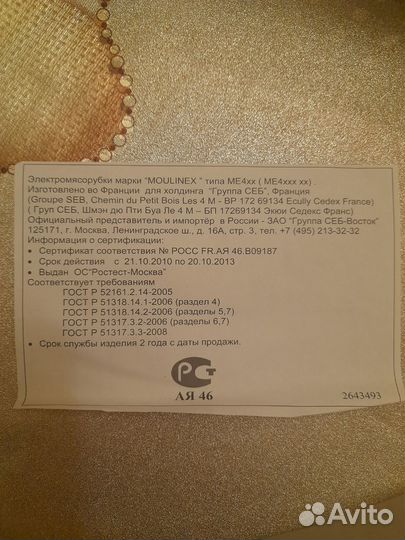 Электромясорубки марки "MOULINEX " типа ME4xx ( ME4xxx xx) .
Изготовлено во Франции для холдинга "Группа СЕБ", Франция
(Groupe SEB, Chemin du Petit Bois Les 4 M - BP 172 69134 Ecully Cedex France)
( Груп СЕБ, Шмэн дю Пти Буа Ле 4 М – БП 17269134 Экюи Седекс Франс)
Официальный представитель и импортёр в России - ЗАО "Группа СЕБ-Восток"
125171, г. Москва, Ленинградское ш., д. 16А, стр. 3, тел. +7 (495) 213-32-32
Информация о сертификации:
• Сертификат соответствия № РОСС FR.АЯ 46.В09187
• Срок действия с 21.10.2010 по 20.10.2013
• Выдан ОС"Ростест-Москва"
Соответствует требованиям
ГОСТ Р 52161.2.14-2005
ГОСТ Р 51318.14.1-2006 (раздел 4)
ГОСТ Р 51318.14.2-2006 (разделы 5,7)
ГОСТ Р 51317.3.2-2006 (разделы 6,7)
ГОСТ Р 51317.3.3-2008
• Срок службы изделия 2 года с даты продажи.
РСТ
АЯ 46
2643493
Avito